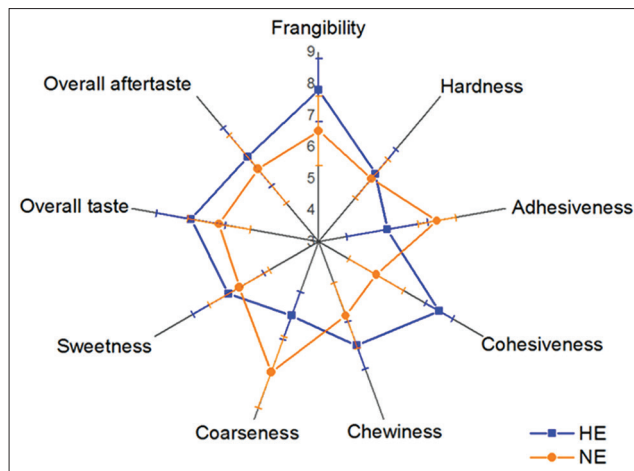 Frangibility
9
8
7
6
5
4
3
Overall aftertaste
Hardness
Overall taste
Adhesiveness
Sweetness
Cohesiveness
Coarseness
Chewiness
HE
NE